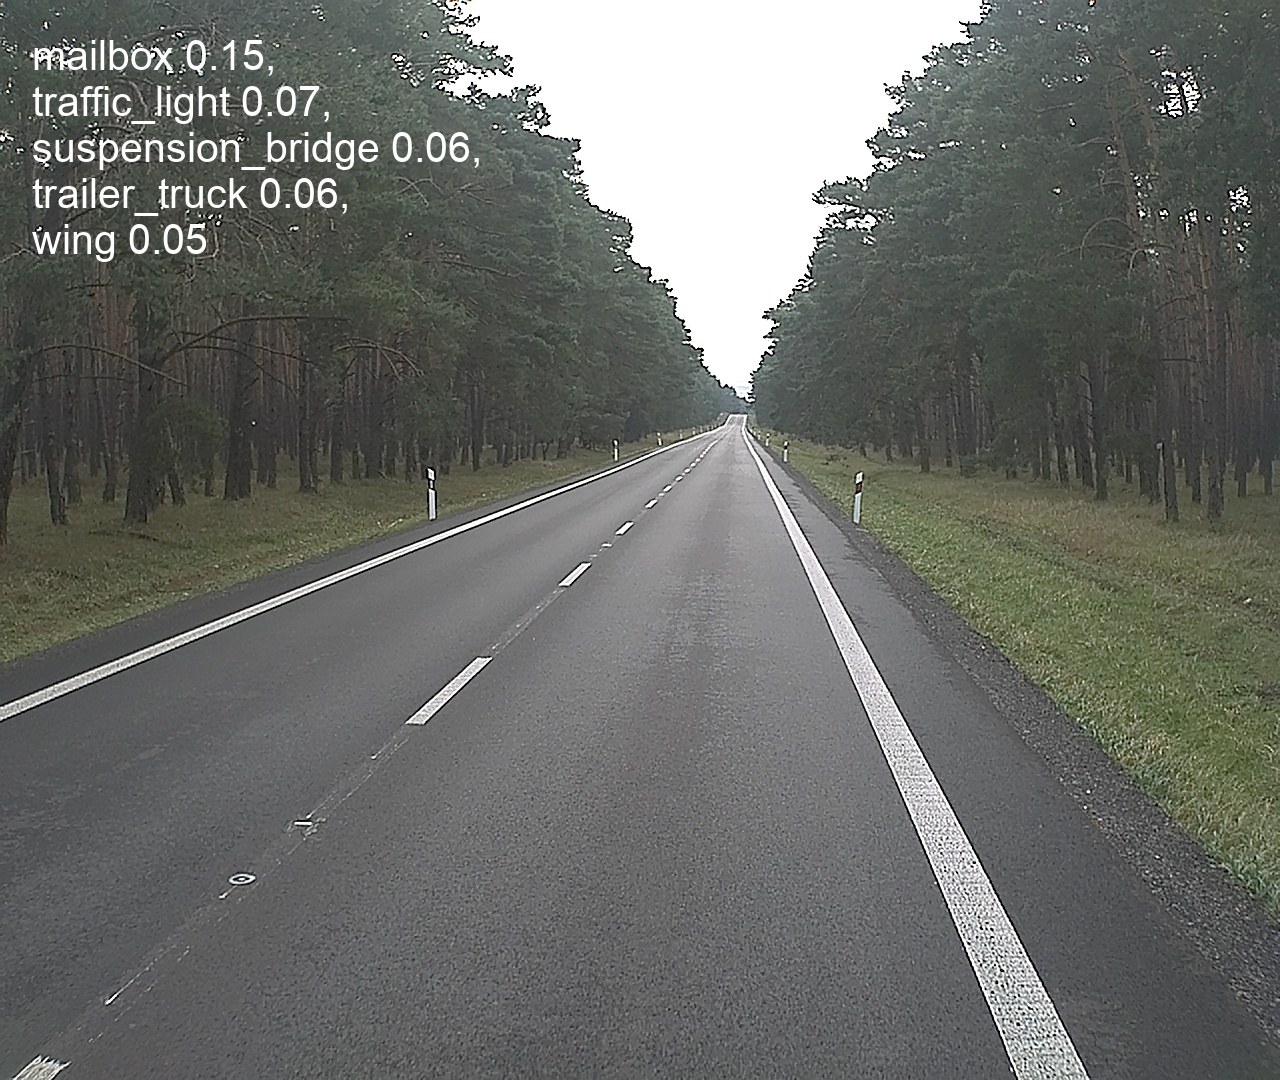 mailbox 0.15,
traffic_light 0.07,
suspension_bridge 0.06,
trailer_truck 0.06,
wing 0.05